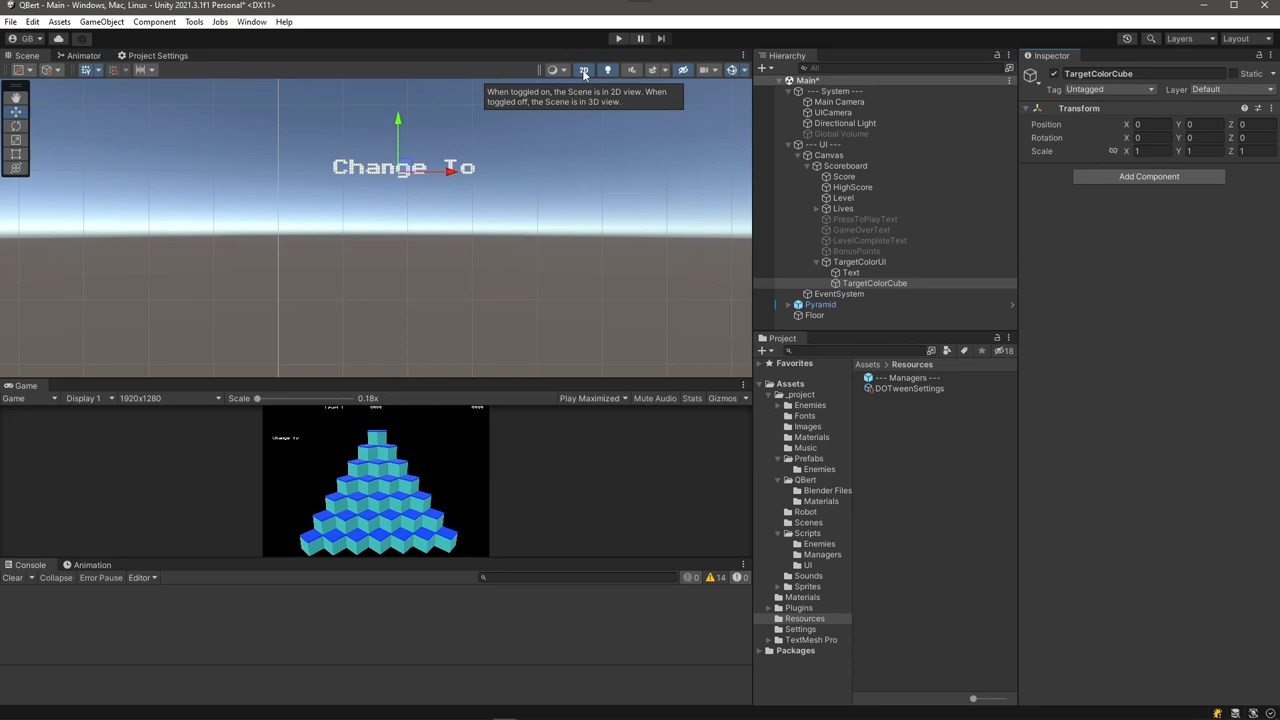 QBert - Main - Windows, Mac, Linux - Unity 2021.3.1f1 Personal* <DX11>
File Edit Assets GameObject Component Tools Jobs Window Help
GB Layers Layout
Scene Animator Project Settings
2D
When toggled on, the Scene is in 2D view. When
toggled off, the Scene is in 3D view.
Change To
Game
Game Display 1 1920x1280 Scale 0.18x Play Maximized Mute Audio Stats Gizmos
Change To
Console Animation
Clear Collapse Error Pause Editor 0 14 0
Hierarchy
All
Main*
--- System ---
Main Camera
UICamera
Directional Light
Global Volume
--- UI ---
Canvas
Scoreboard
Score
HighScore
Level
Lives
PressToPlayText
GameOverText
LevelCompleteText
BonusPoints
TargetColorUI
Text
TargetColorCube
EventSystem
Pyramid
Floor
Project
18
Favorites
Assets
_project
Enemies
Fonts
Images
Materials
Music
Prefabs
Enemies
QBert
Blender Files
Materials
Robot
Scenes
Scripts
Enemies
Managers
UI
Sounds
Sprites
Materials
Plugins
Resources
Settings
TextMesh Pro
Packages
Assets > Resources
--- Managers ---
DOTweenSettings
Inspector
TargetColorCube Static
Tag Untagged Layer Default
Transform
Position X 0 Y 0 Z 0
Rotation X 0 Y 0 Z 0
Scale X 1 Y 1 Z 1
Add Component